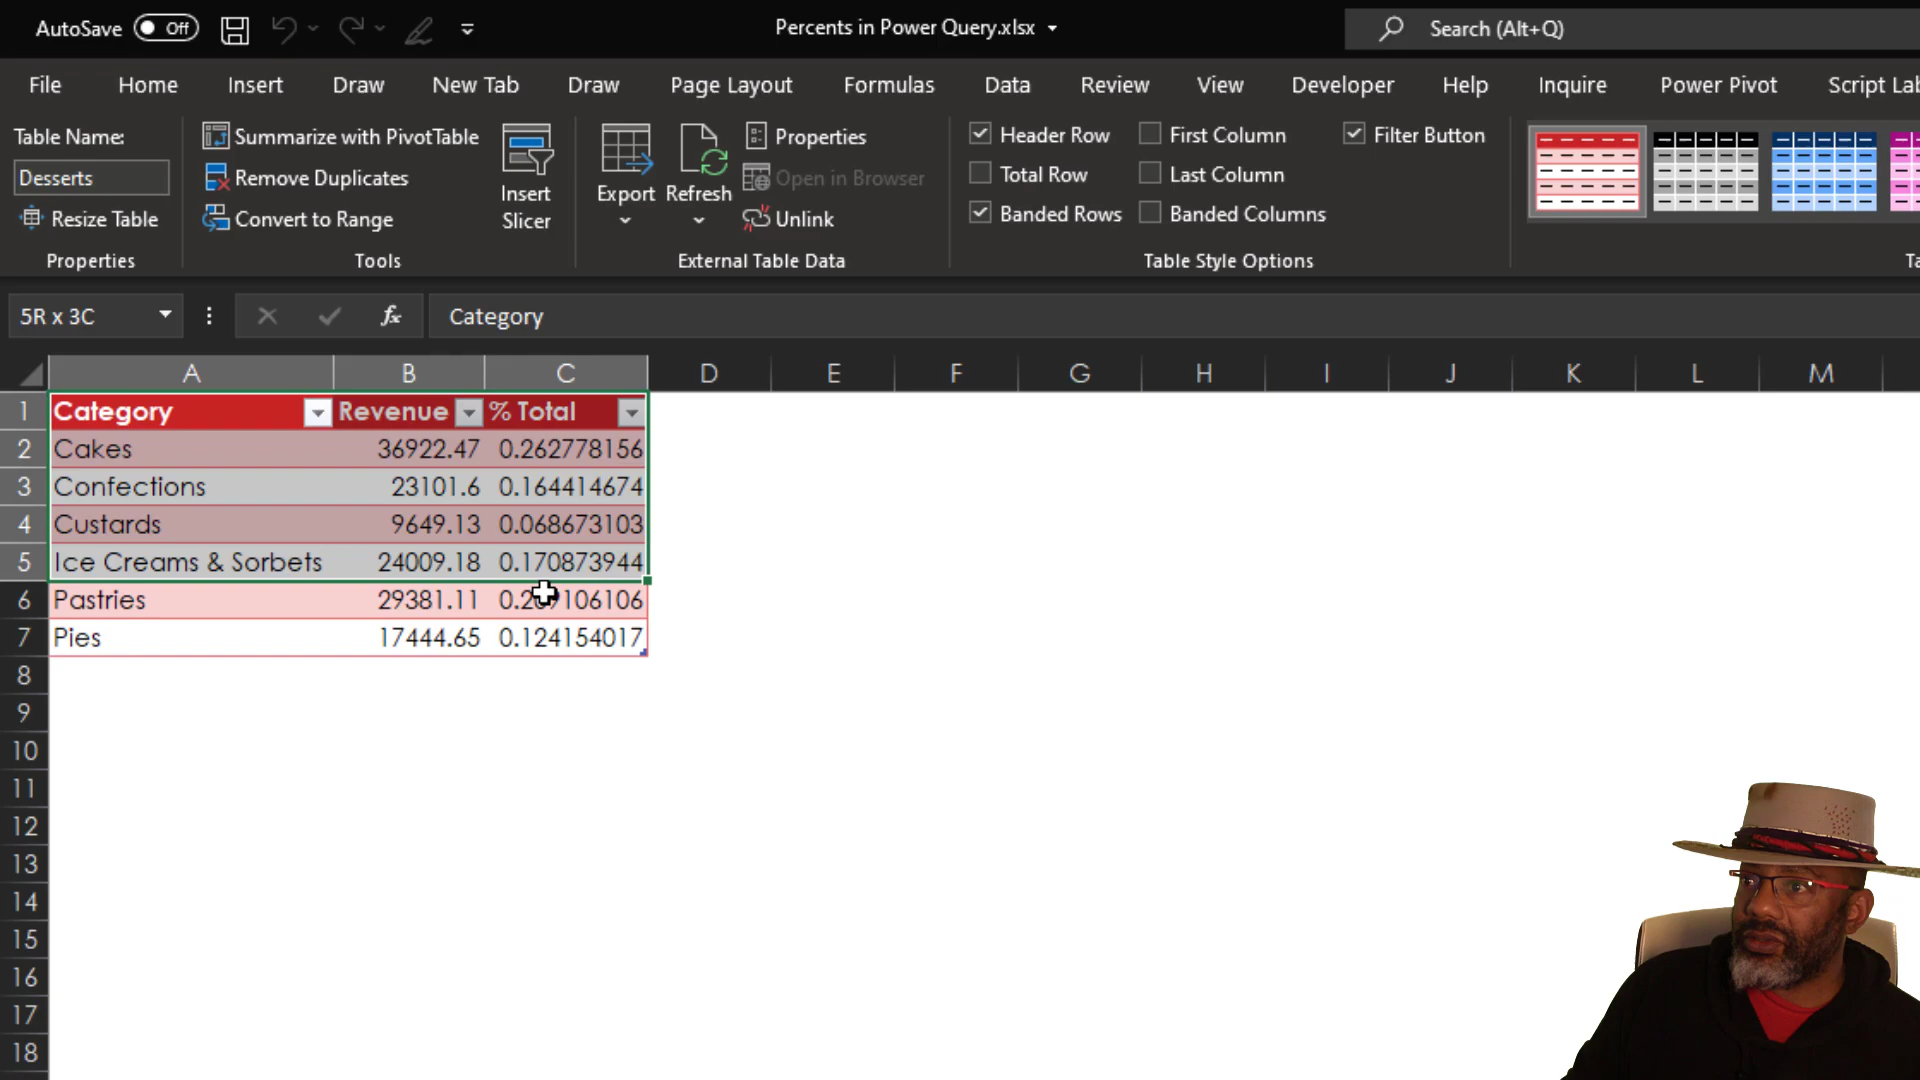 AutoSave Off Percents in Power Query.xlsx Search (Alt+Q)
File Home Insert Draw New Tab Draw Page Layout Formulas Data Review View Developer Help Inquire Power Pivot Script Lab
Table Name:
Desserts
Resize Table
Properties
Summarize with PivotTable
Remove Duplicates
Convert to Range
Tools
Insert
Slicer
Export
Refresh
Properties
Open in Browser
Unlink
External Table Data
Header Row First Column Filter Button
Total Row Last Column
Banded Rows Banded Columns
Table Style Options
5R x 3C fx Category
A B C D E F G H I J K L M
1 Category Revenue % Total
2 Cakes 36922.47 0.262778156
3 Confections 23101.6 0.164414674
4 Custards 9649.13 0.068673103
5 Ice Creams & Sorbets 24009.18 0.170873944
6 Pastries 29381.11
7 Pies 17444.65 0.124154017
8
9
10
11
12
13
14
15
16
17
18